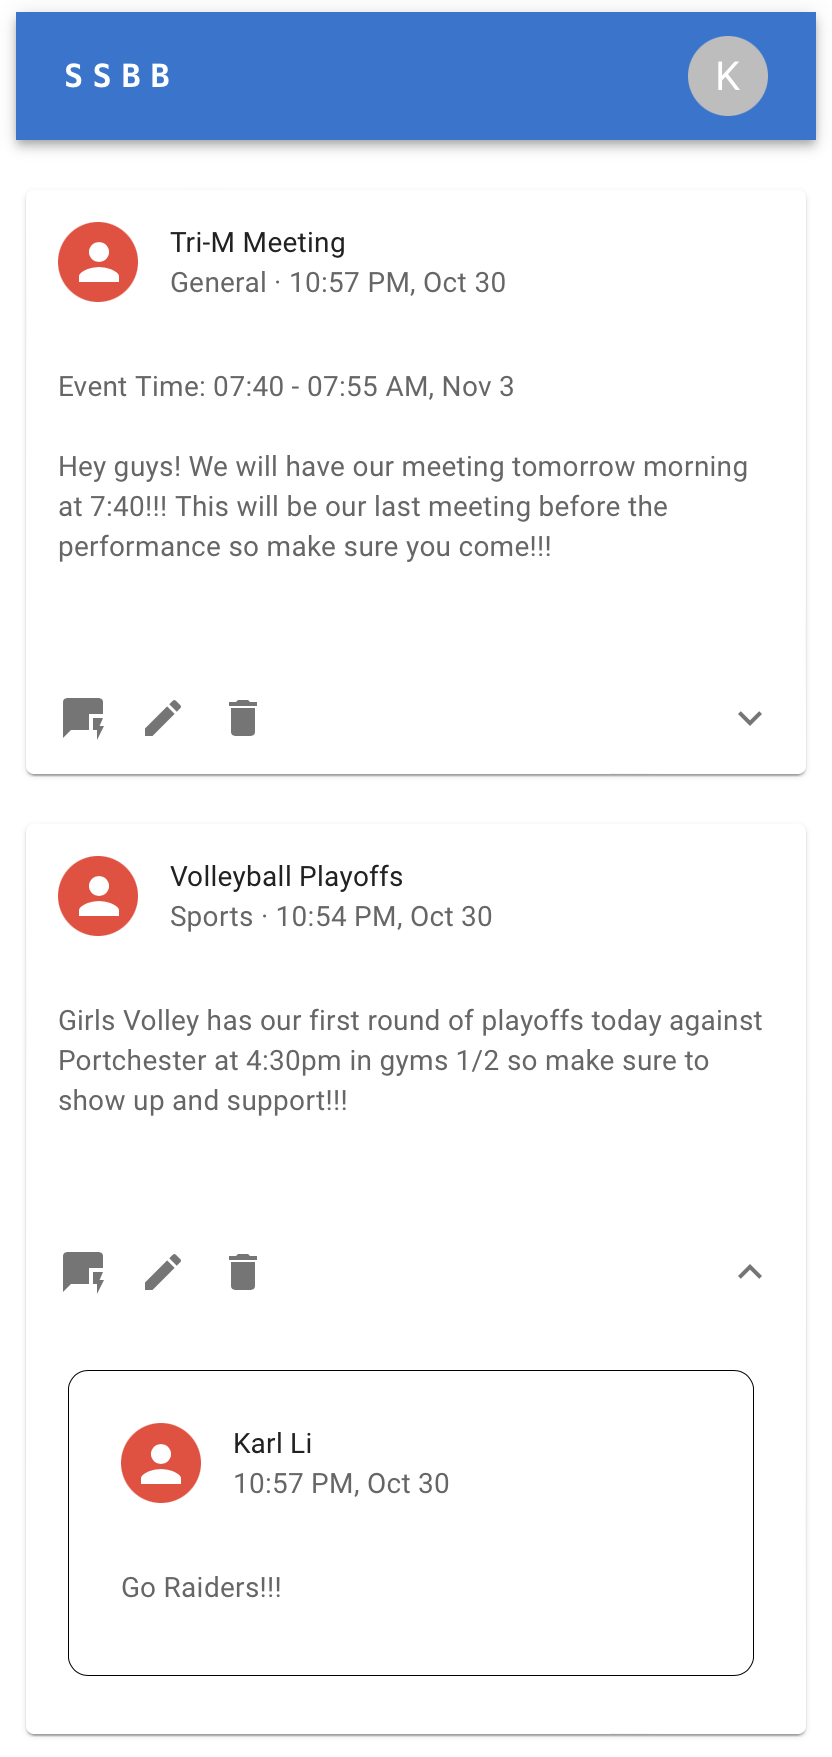 SSBB
K
Tri-M Meeting
General · 10:57 PM, Oct 30
Event Time: 07:40 - 07:55 AM, Nov 3
Hey guys! We will have our meeting tomorrow morning
at 7:40!!! This will be our last meeting before the
performance so make sure you come!!!
Volleyball Playoffs
Sports · 10:54 PM, Oct 30
Girls Volley has our first round of playoffs today against
Portchester at 4:30pm in gyms 1/2 so make sure to
show up and support!!!
Karl Li
10:57 PM, Oct 30
Go Raiders!!!